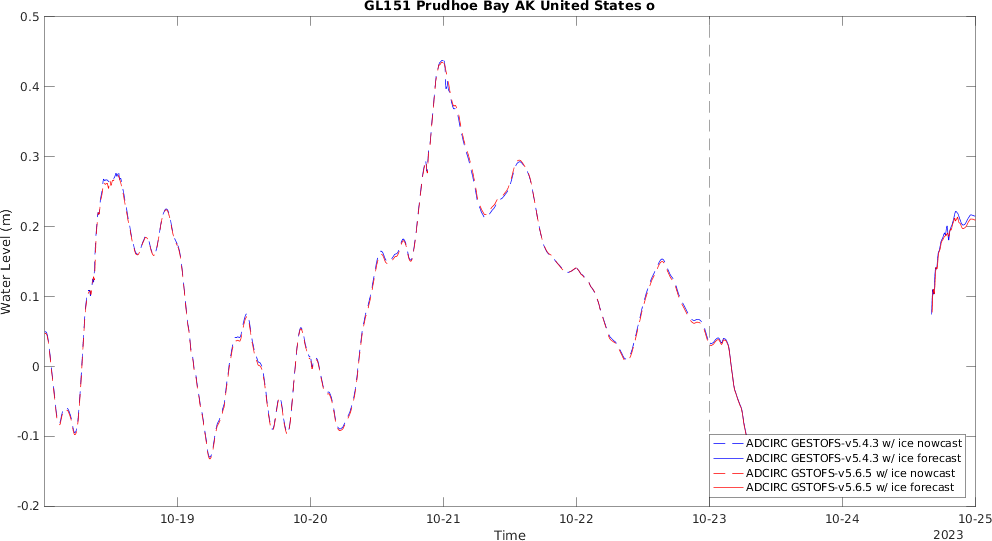 GL151 Prudhoe Bay AK United States o
0.5
0.4
0.3
0.2
0.1
0
-0.1
-0.2
Water Level (m)
ADCIRC GESTOFS-v5.4.3 w/ ice nowcast
ADCIRC GESTOFS-v5.4.3 w/ ice forecast
ADCIRC GSTOFS-v5.6.5 w/ ice nowcast
ADCIRC GSTOFS-v5.6.5 w/ ice forecast
10-19 10-20 10-21 10-22 10-23 10-24 10-25
Time
2023